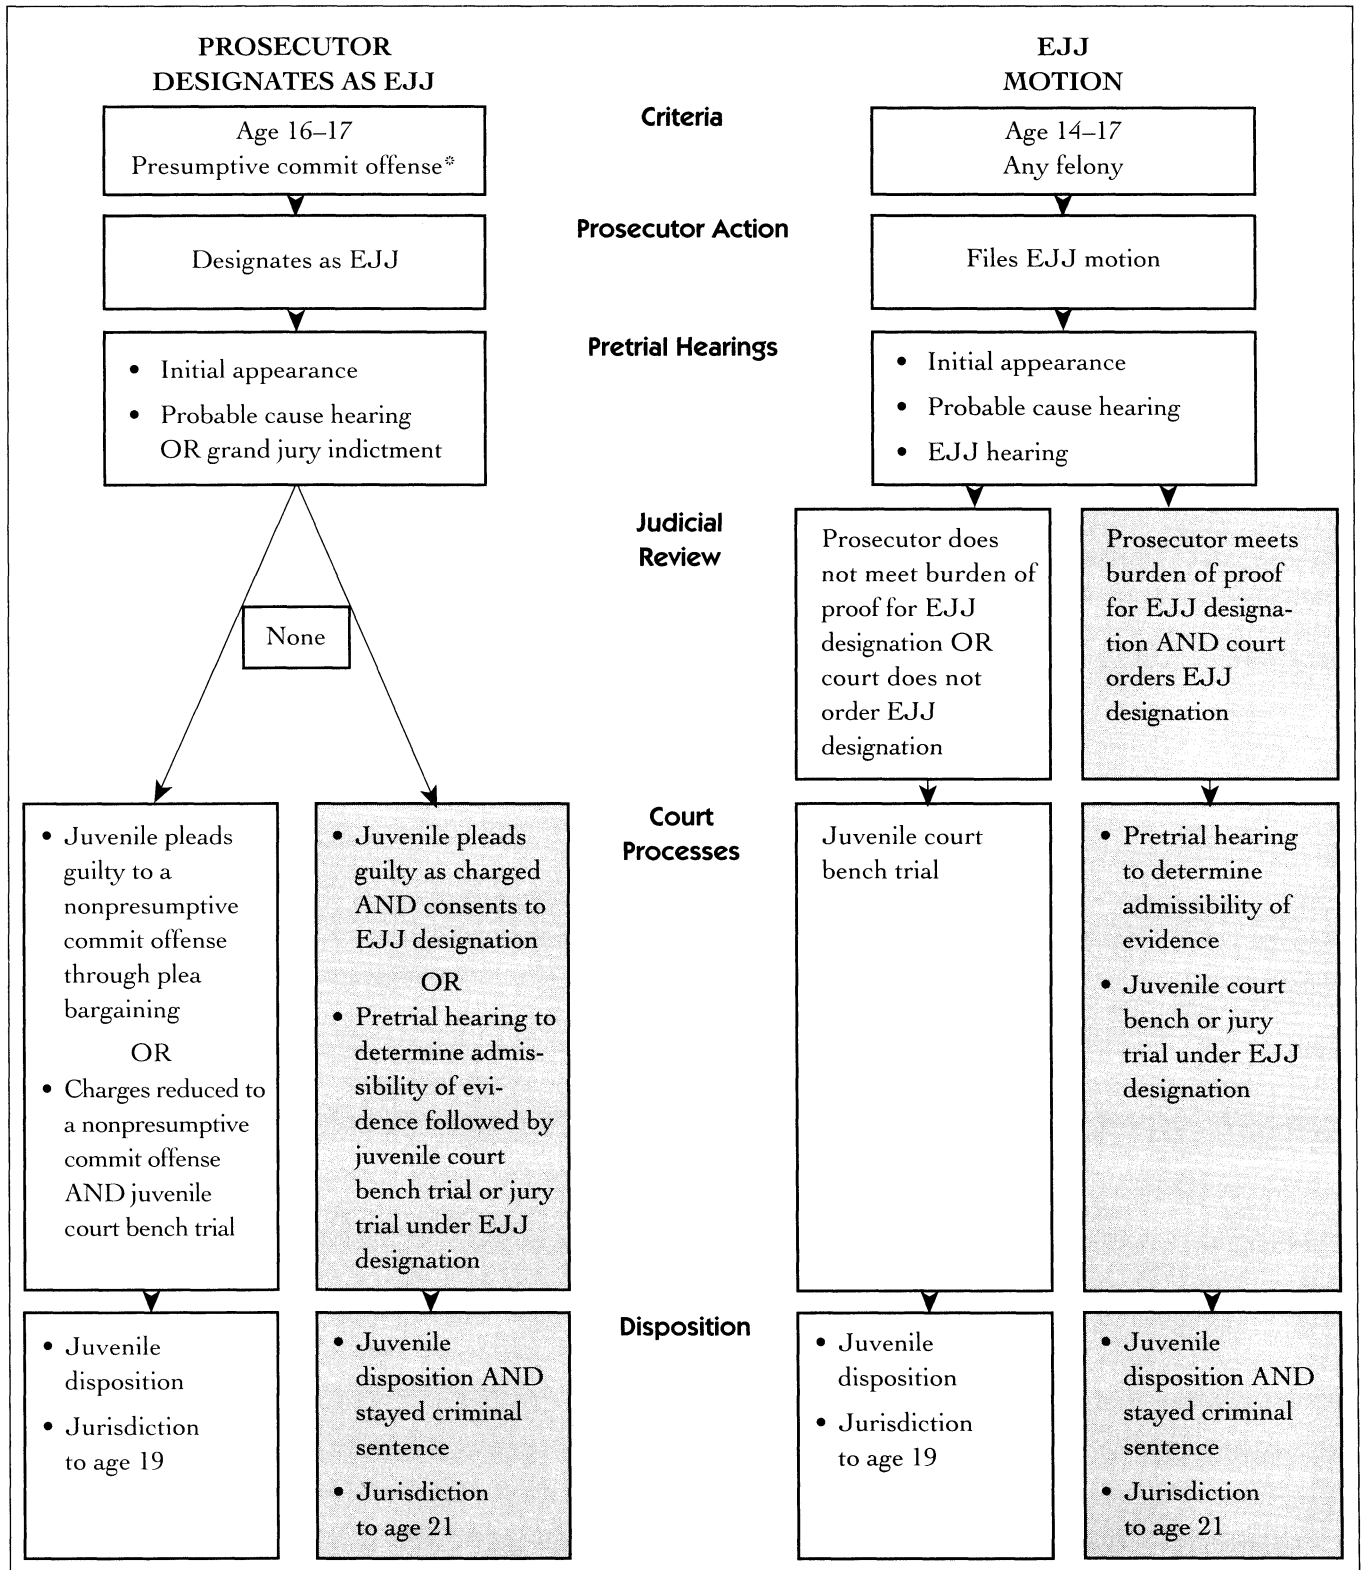 PROSECUTOR
DESIGNATES AS EJJ
Age 16–17
Presumptive commit offense*
Designates as EJJ
• Initial appearance
• Probable cause hearing
OR grand jury indictment
None
• Juvenile pleads
guilty to a
nonpresumptive
commit offense
through plea
bargaining
OR
• Charges reduced to
a nonpresumptive
commit offense
AND juvenile
court bench trial
• Juvenile
disposition
• Jurisdiction
to age 19
• Juvenile pleads
guilty as charged
AND consents to
EJJ designation
OR
• Pretrial hearing to
determine admis-
sibility of evi-
dence followed by
juvenile court
bench trial or jury
trial under EJJ
designation
• Juvenile
disposition AND
stayed criminal
sentence
• Jurisdiction
to age 21
Criteria
Prosecutor Action
Pretrial Hearings
Judicial
Review
Court
Processes
Disposition
EJJ
MOTION
Age 14–17
Any felony
Files EJJ motion
• Initial appearance
• Probable cause hearing
• EJJ hearing
Prosecutor does
not meet burden of
proof for EJJ
designation OR
court does not
order EJJ
designation
Juvenile court
bench trial
• Juvenile
disposition
• Jurisdiction
to age 19
Prosecutor meets
burden of proof
for EJJ designa-
tion AND court
orders EJJ
designation
• Pretrial hearing
to determine
admissibility of
evidence
• Juvenile court
bench or jury
trial under EJJ
designation
• Juvenile
disposition AND
stayed criminal
sentence
• Jurisdiction
to age 21